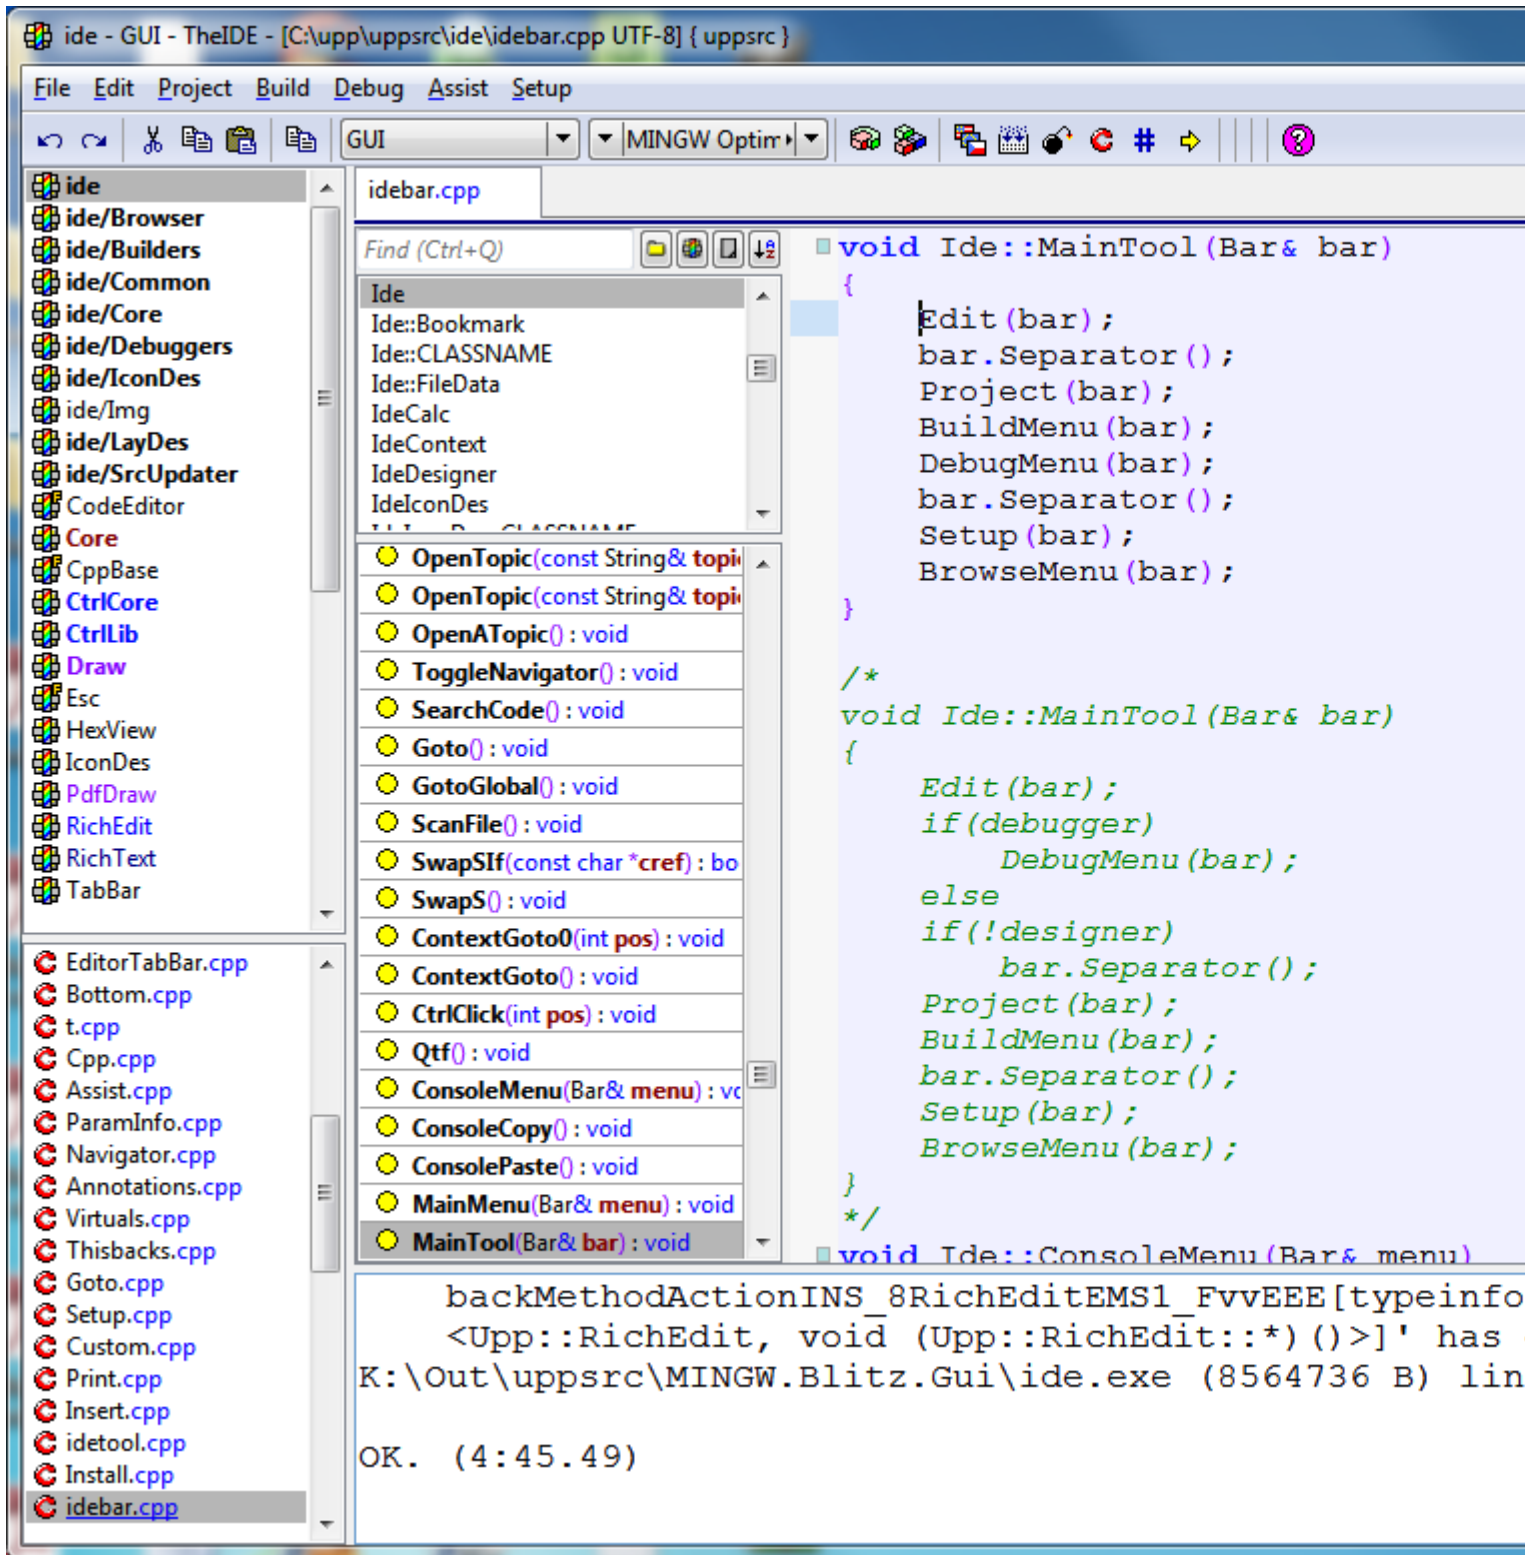 ide - GUI - TheIDE - [C:\upp\uppsrc\ide\idebar.cpp UTF-8] { uppsrc }
File Edit Project Build Debug Assist Setup
GUI MINGW Optim
ide
ide/Browser
ide/Builders
ide/Common
ide/Core
ide/Debuggers
ide/IconDes
ide/Img
ide/LayDes
ide/SrcUpdater
CodeEditor
Core
CppBase
CtrlCore
CtrlLib
Draw
Esc
HexView
IconDes
PdfDraw
RichEdit
RichText
TabBar
EditorTabBar.cpp
Bottom.cpp
t.cpp
Cpp.cpp
Assist.cpp
ParamInfo.cpp
Navigator.cpp
Annotations.cpp
Virtuals.cpp
Thisbacks.cpp
Goto.cpp
Setup.cpp
Custom.cpp
Print.cpp
Insert.cpp
idetool.cpp
Install.cpp
idebar.cpp
idebar.cpp
Find (Ctrl+Q)
Ide
Ide::Bookmark
Ide::CLASSNAME
Ide::FileData
IdeCalc
IdeContext
IdeDesigner
IdeIconDes
OpenTopic(const String& topi
OpenTopic(const String& topi
OpenATopic() : void
ToggleNavigator() : void
SearchCode() : void
Goto() : void
GotoGlobal() : void
ScanFile() : void
SwapSIf(const char *cref) : bo
SwapS() : void
ContextGoto0(int pos) : void
ContextGoto() : void
CtrlClick(int pos) : void
Qtf() : void
ConsoleMenu(Bar& menu) : vo
ConsoleCopy() : void
ConsolePaste() : void
MainMenu(Bar& menu) : void
MainTool(Bar& bar) : void
void Ide::MainTool(Bar& bar)
{
Edit(bar);
bar.Separator();
Project(bar);
BuildMenu(bar);
DebugMenu(bar);
bar.Separator();
Setup(bar);
BrowseMenu(bar);
}
/*
void Ide::MainTool(Bar& bar)
{
Edit(bar);
if(debugger)
DebugMenu(bar);
else
if(!designer)
bar.Separator();
Project(bar);
BuildMenu(bar);
bar.Separator();
Setup(bar);
BrowseMenu(bar);
}
*/
void Ide::ConsoleMenu(Bar& menu)
backMethodActionINS_8RichEditEMS1_FvvEEE[typeinfo
<Upp::RichEdit, void (Upp::RichEdit::*)()>]' has
K:\Out\uppsrc\MINGW.Blitz.Gui\ide.exe (8564736 B) lin
OK. (4:45.49)